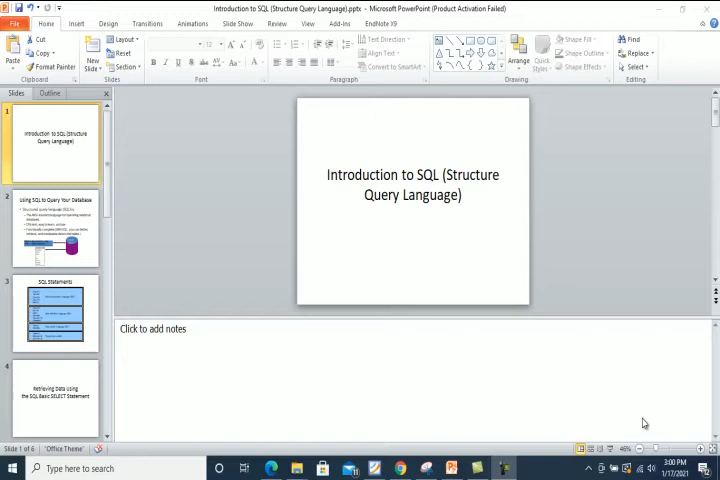 Introduction to SQL (Structure Query Language).pptx - Microsoft PowerPoint (Product Activation Failed)
File Home Insert Design Transitions Animations Slide Show Review View Add-Ins EndNote X9
Paste
Cut
Copy
Format Painter
Clipboard
New Slide
Layout
Reset
Section
Slides
Font
Text Direction
Align Text
Convert to SmartArt
Paragraph
Arrange
Quick Styles
Shape Fill
Shape Outline
Shape Effects
Drawing
Find
Replace
Select
Editing
Slides Outline
1
Introduction to SQL (Structure
Query Language)
2
Using SQL to Query Your Database
3
SQL Statements
4
Retrieving Data using
the SQL Basic SELECT Statement
Introduction to SQL (Structure
Query Language)
Click to add notes
Slide 1 of 6 "Office Theme" 46%
Type here to search
3:00 PM
1/17/2021